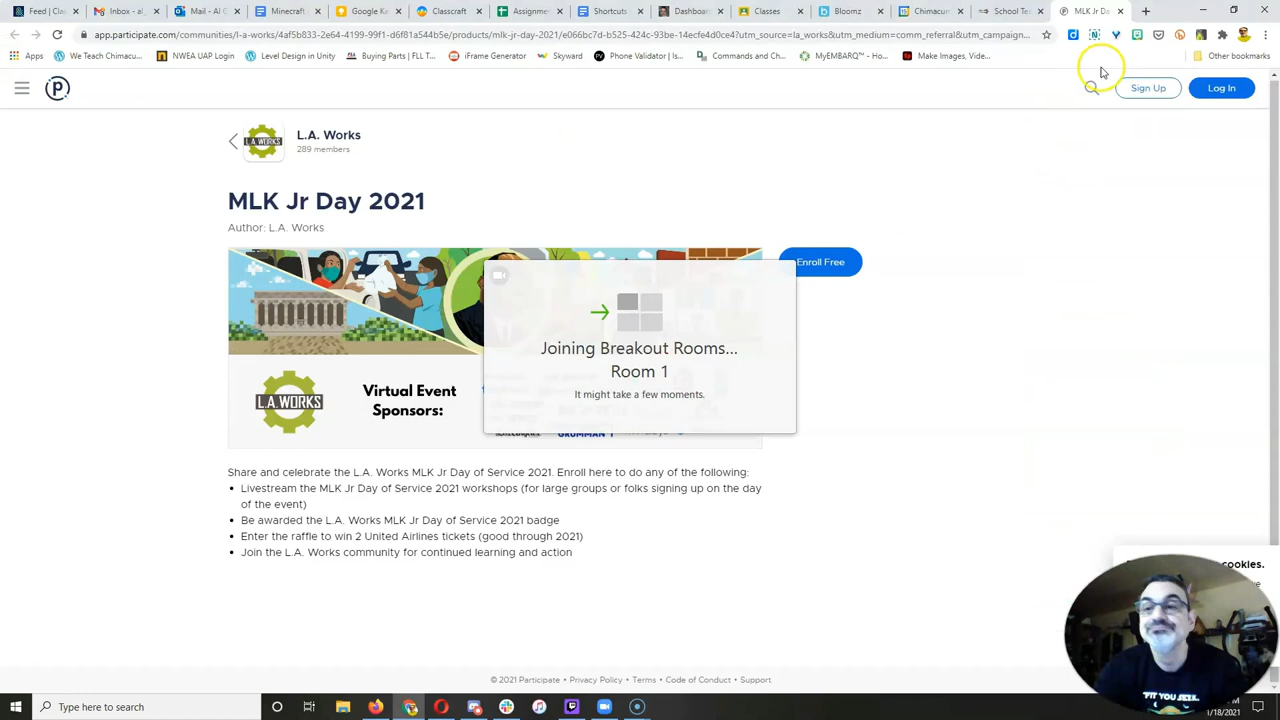 Feed | Cla
Inbox - al
Mail - Al G
Minecraft
Google Ke
Classcraft
Assignme
Shortcuts
Dashboar
Classes
Bloomz
Chimacun
School Tea
MLK Jr Da
app.participate.com/communities/l-a-works/4af5b833-2e64-4199-99f1-d6f81a544b5e/products/mlk-jr-day-2021/e066bc7d-b525-424c-93be-14ecfe4d0ce4?utm_source=la_works&utm_medium=comm_referral&utm_campaign...
Apps
We Teach Chimacu...
NWEA UAP Login
Level Design in Unity
Buying Parts | FLL T...
iFrame Generator
Skyward
Phone Validator | Is...
Commands and Ch...
MyEMBARQ™ - Ho...
Make Images, Vide...
Other bookmarks
Sign Up
Log In
L.A. Works
289 members
MLK Jr Day 2021
Author: L.A. Works
Enroll Free
Joining Breakout Rooms...
Room 1
It might take a few moments.
L.A.WORKS
Virtual Event
Sponsors:
Share and celebrate the L.A. Works MLK Jr Day of Service 2021. Enroll here to do any of the following:
Livestream the MLK Jr Day of Service 2021 workshops (for large groups or folks signing up on the day
of the event)
Be awarded the L.A. Works MLK Jr Day of Service 2021 badge
Enter the raffle to win 2 United Airlines tickets (good through 2021)
Join the L.A. Works community for continued learning and action
cookies.
© 2021 Participate • Privacy Policy • Terms • Code of Conduct • Support
Type here to search
1/18/2021